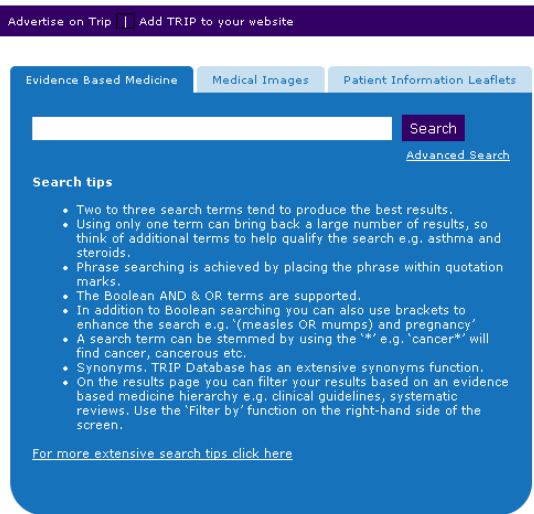 Advertise on Trip | Add TRIP to your website
Evidence Based Medicine
Medical Images
Patient Information Leaflets
Search
Advanced Search
Search tips
• Two to three search terms tend to produce the best results.
• Using only one term can bring back a large number of results, so
think of additional terms to help qualify the search e.g. asthma and
steroids.
• Phrase searching is achieved by placing the phrase within quotation
marks.
• The Boolean AND & OR terms are supported.
• In addition to Boolean searching you can also use brackets to
enhance the search e.g. ‘(measles OR mumps) and pregnancy’
• A search term can be stemmed by using the ‘*’ e.g. ‘cancer*’ will
find cancer, cancerous etc.
• Synonyms. TRIP Database has an extensive synonyms function.
• On the results page you can filter your results based on an evidence
based medicine hierarchy e.g. clinical guidelines, systematic
reviews. Use the ‘Filter by’ function on the right-hand side of the
screen.
For more extensive search tips click here